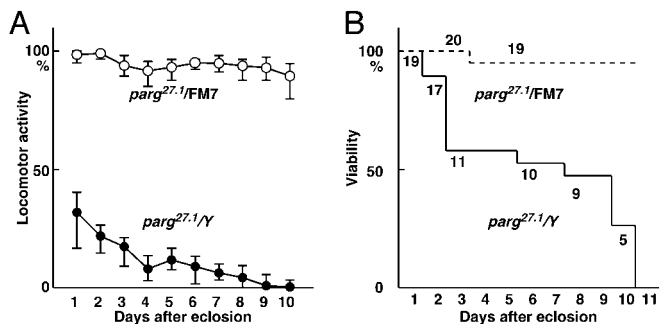 A
100
%
parg27.1/FM7
50
parg27.1/Y
0
Locomotor activity
1 2 3 4 5 6 7 8 9 10
Days after eclosion
B
100
%
20
19
19
17
parg27.1/FM7
50
11
10
9
parg27.1/Y
5
0
Viability
1 2 3 4 5 6 7 8 9 10 11
Days after eclosion